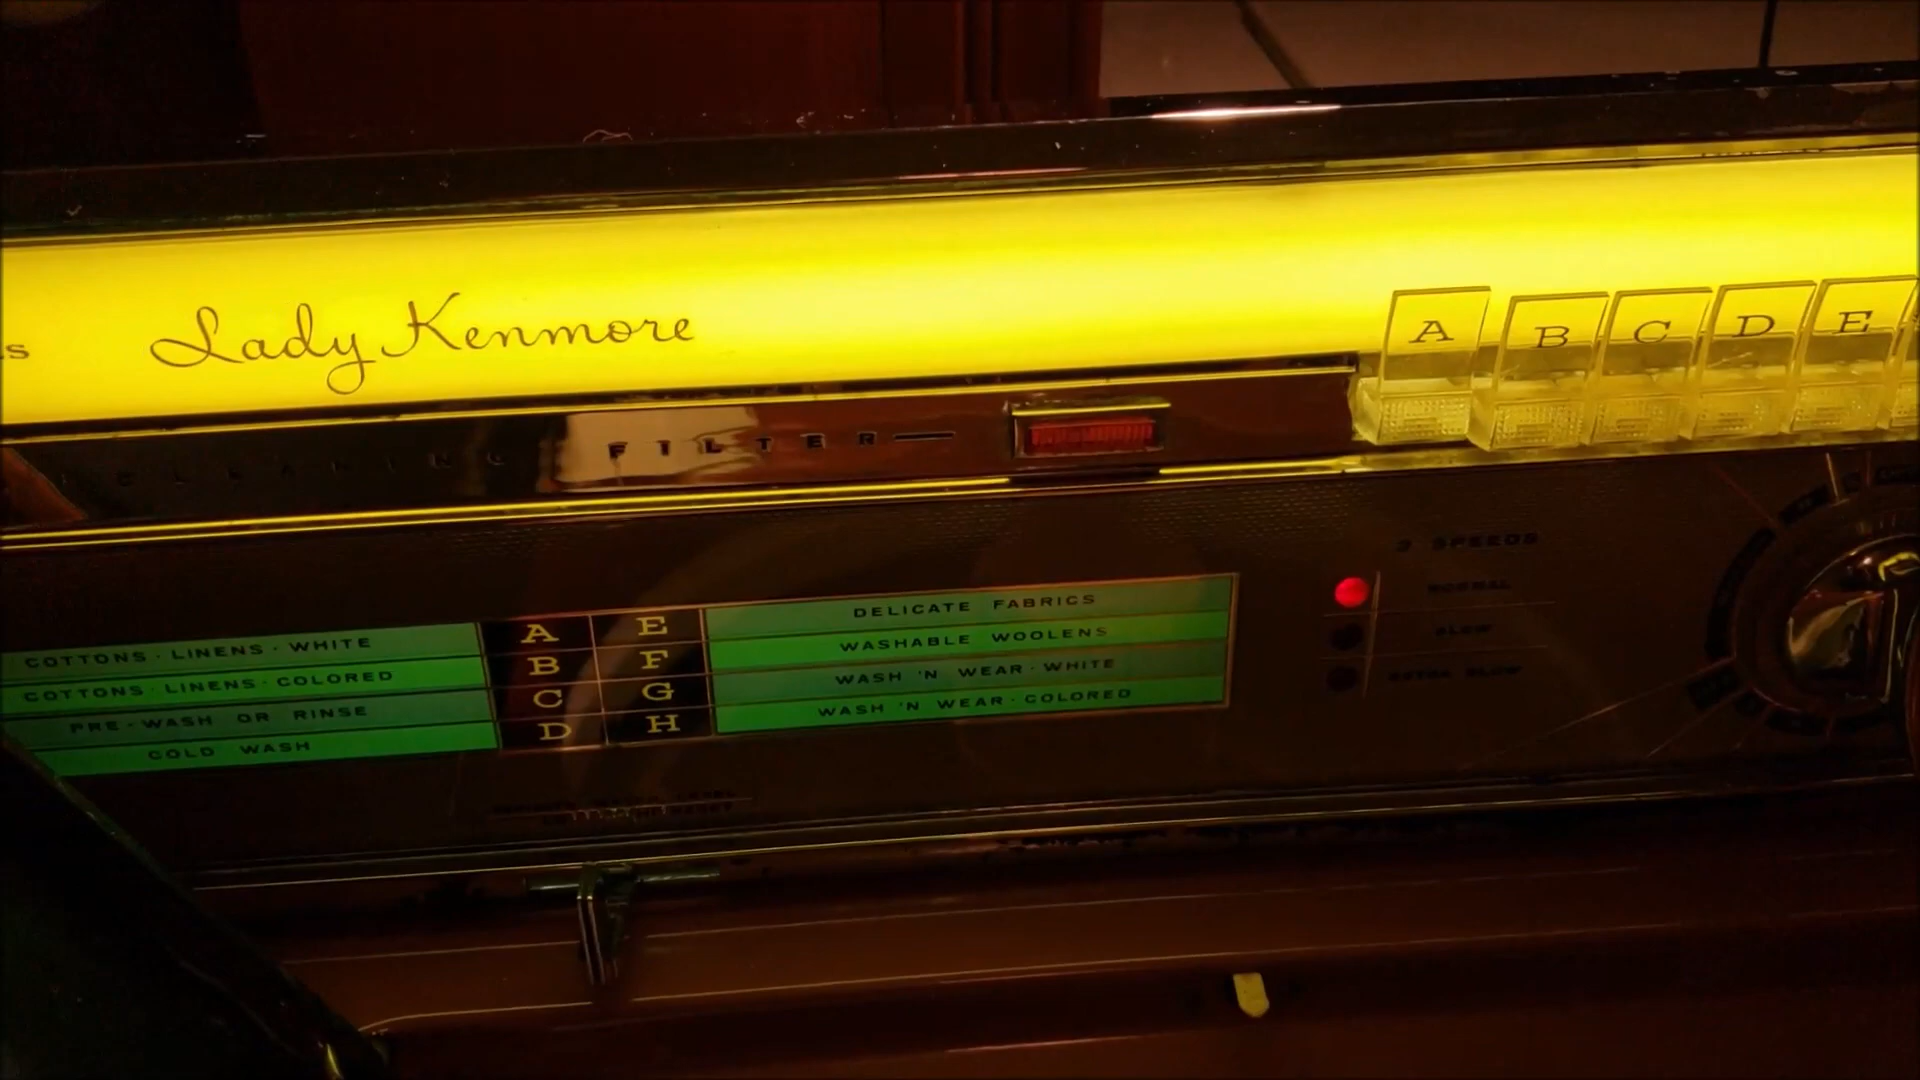 s Lady Kenmore
A B C D E
CLEANING FILTER
3 SPEEDS
NORMAL
SLOW
EXTRA SLOW
COTTONS · LINENS · WHITE A E DELICATE FABRICS
COTTONS · LINENS · COLORED B F WASHABLE WOOLENS
PRE-WASH OR RINSE C G WASH 'N WEAR · WHITE
COLD WASH D H WASH 'N WEAR · COLORED